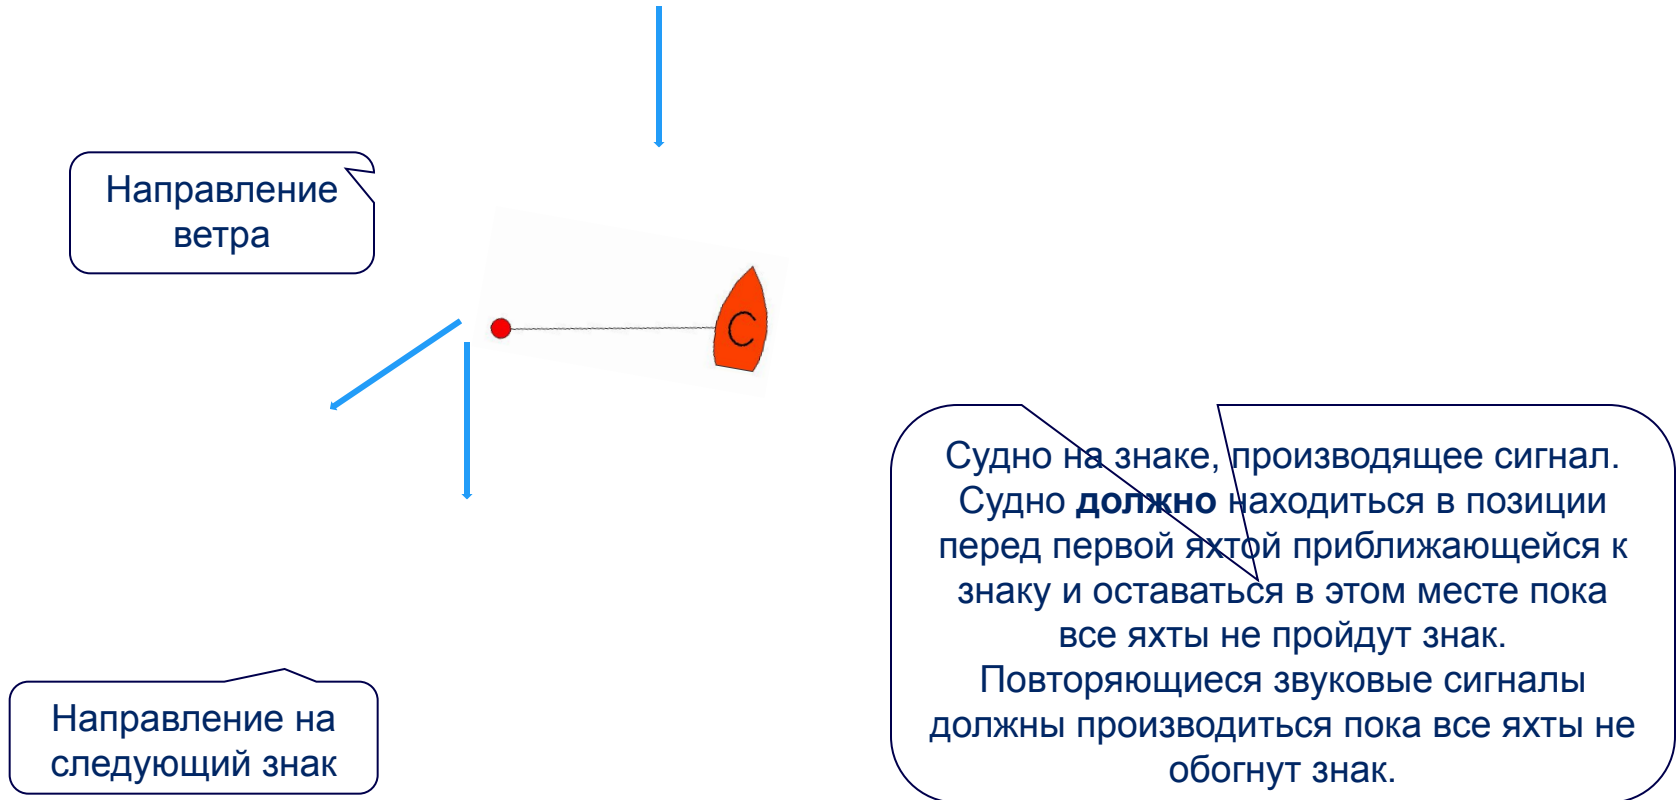 Направление
ветра
С
Судно на знаке, производящее сигнал.
Судно должно находиться в позиции
перед первой яхтой приближающейся к
знаку и оставаться в этом месте пока
все яхты не пройдут знак.
Повторяющиеся звуковые сигналы
должны производиться пока все яхты не
обогнут знак.
Направление на
следующий знак